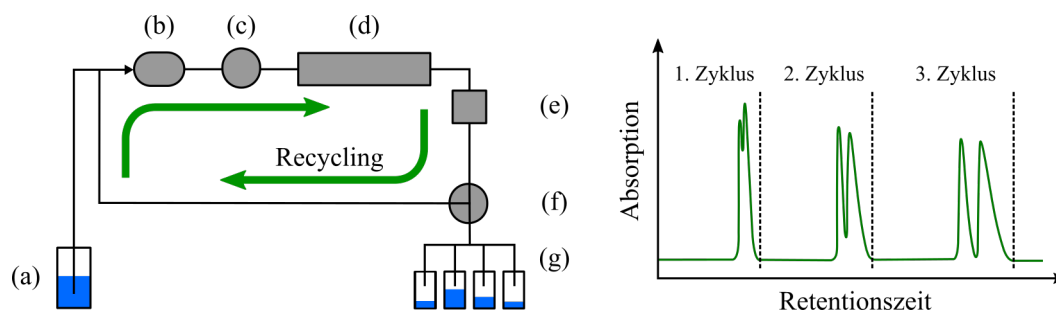 (b)
(c)
(d)
(e)
Recycling
(f)
(a)
(g)
1. Zyklus
2. Zyklus
3. Zyklus
Absorption
Retentionszeit